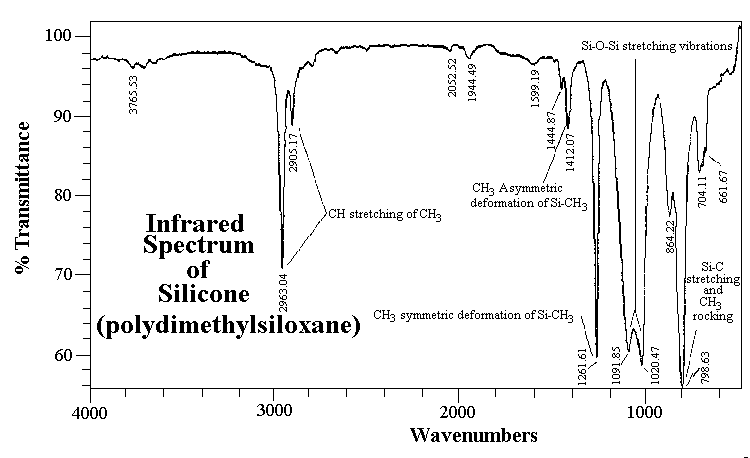 100
90
80
70
60
% Transmittance
4000
3000
2000
1000
Wavenumbers
Infrared
Spectrum
of
Silicone
(polydimethylsiloxane)
3765.53
2963.04
2905.17
CH stretching of CH3
2052.52
1944.49
1599.19
1444.87
1412.07
CH3 Asymmetric
deformation of Si-CH3
CH3 symmetric deformation of Si-CH3
1261.61
Si-O-Si stretching vibrations
1091.85
1020.47
864.22
Si-C
stretching
and
CH3
rocking
798.63
704.11
661.67